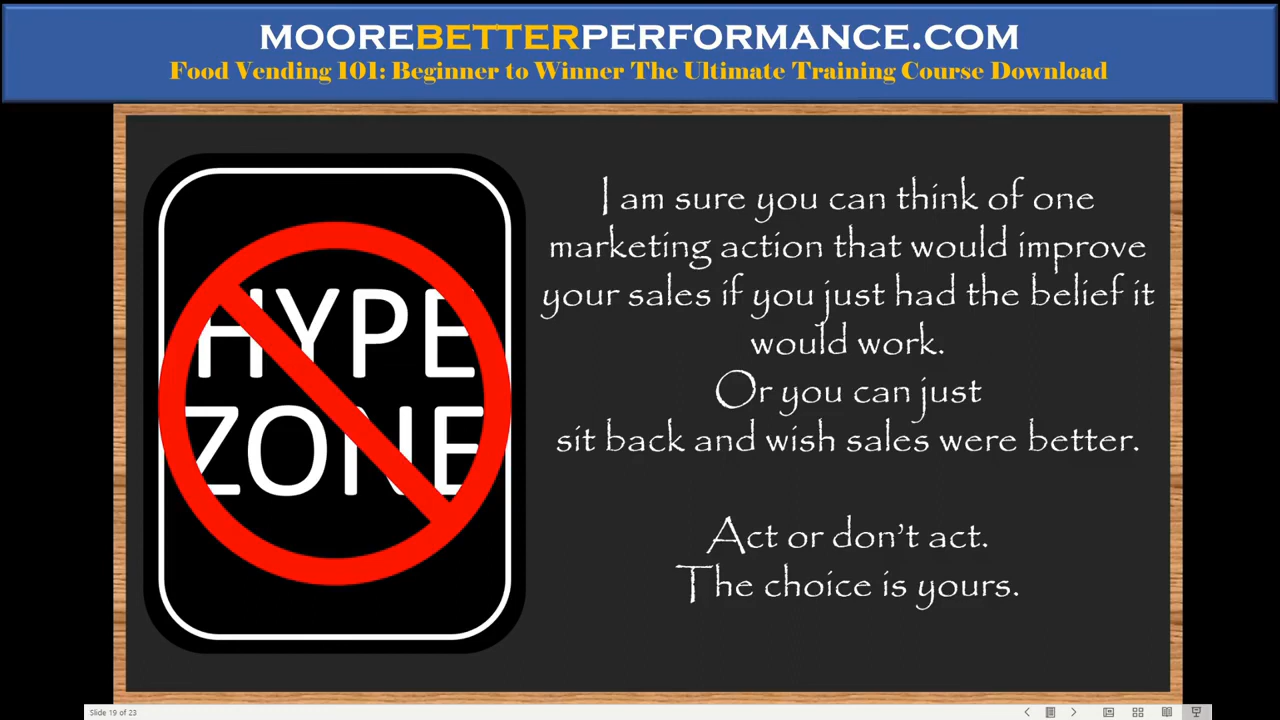 MOOREBETTERPERFORMANCE.COM
Food Vending 101: Beginner to Winner The Ultimate Training Course Download
HYPE
ZONE
I am sure you can think of one
marketing action that would improve
your sales if you just had the belief it
would work.
Or you can just
sit back and wish sales were better.
Act or don't act.
The choice is yours.
Slide 19 of 23